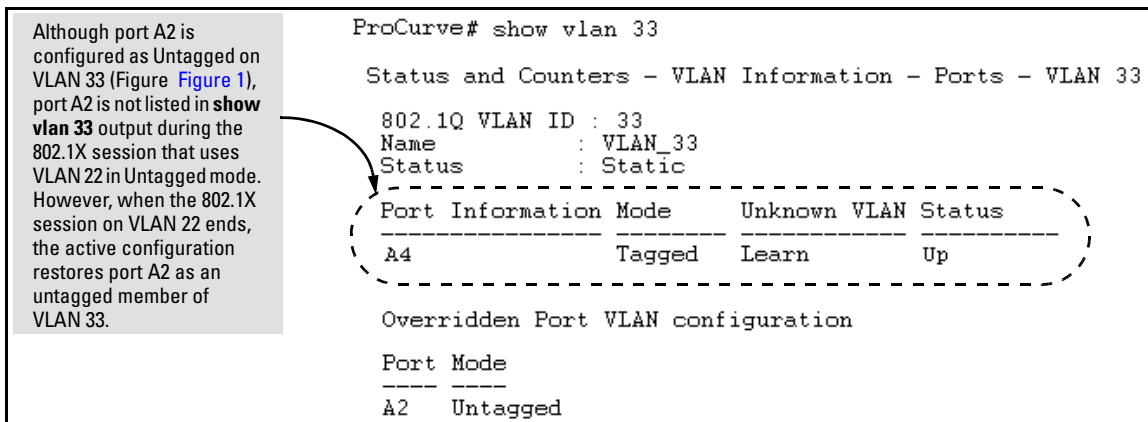 Although port A2 is
configured as Untagged on
VLAN 33 (Figure Figure 1),
port A2 is not listed in show
vlan 33 output during the
802.1X session that uses
VLAN 22 in Untagged mode.
However, when the 802.1X
session on VLAN 22 ends,
the active configuration
restores port A2 as an
untagged member of
VLAN 33.
ProCurve# show vlan 33
Status and Counters - VLAN Information - Ports - VLAN 33
802.1Q VLAN ID : 33
Name : VLAN_33
Status : Static
Port Information Mode Unknown VLAN Status
---------------- -------- ------------ ----------
A4 Tagged Learn Up
Overridden Port VLAN configuration
Port Mode
---- ----
A2 Untagged